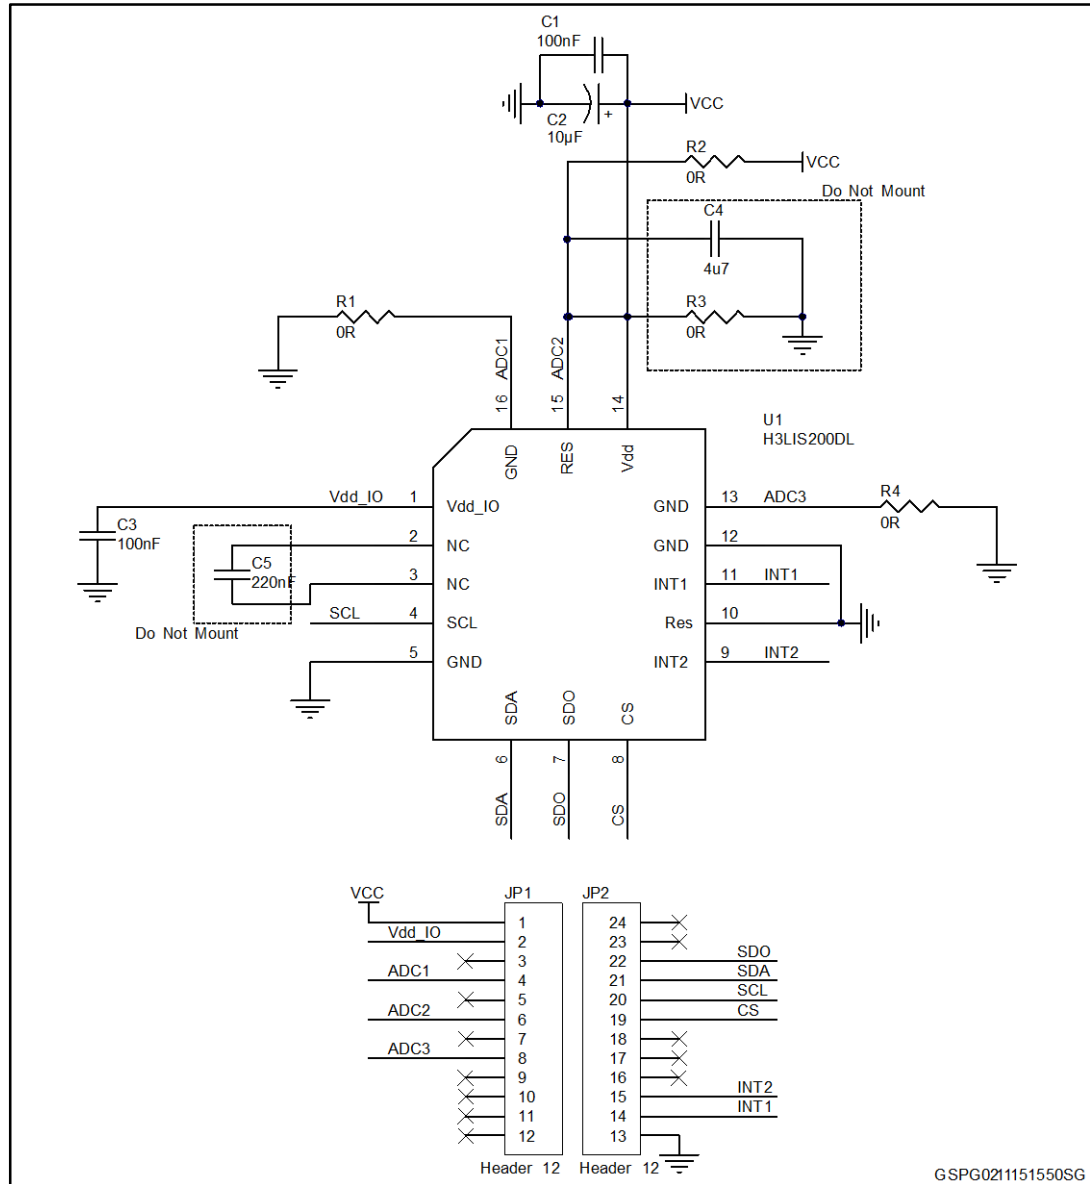 C1
100nF
VCC
C2
+
10µF
R2
VCC
0R
Do Not Mount
C4
4u7
R1
0R
R3
0R
ADC1
ADC2
16
15
14
U1
H3LIS200DL
GND
RES
Vdd
Vdd_IO 1 Vdd_IO
GND 13 ADC3
R4
0R
C3
100nF
2 NC
GND 12
C5
220nF
3 NC
INT1 11 INT1
SCL 4 SCL
Res 10
Do Not Mount
5 GND
INT2 9 INT2
SDA
SDO
CS
6
7
8
SDA
SDO
CS
VCC
JP1
JP2
1
Vdd_IO 2
3
ADC1 4
5
ADC2 6
7
ADC3 8
9
10
11
12
Header 12
24
23
22 SDO
21 SDA
20 SCL
19 CS
18
17
16
15 INT2
14 INT1
13
Header 12
GSPG0211151550SG